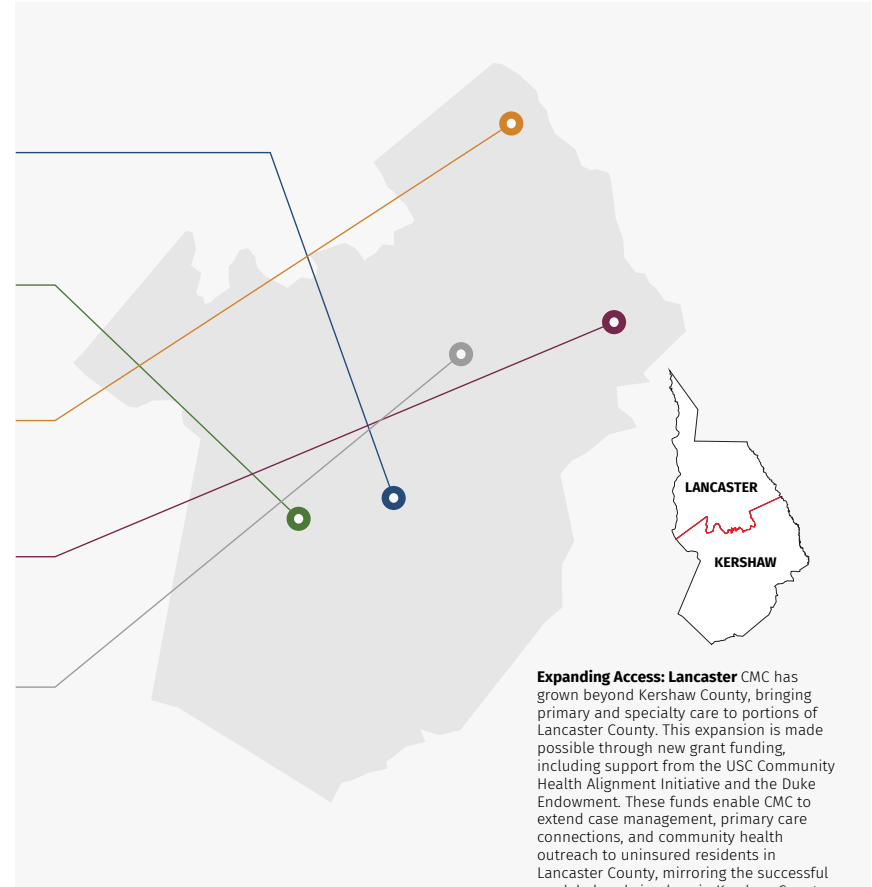 LANCASTER
KERSHAW
Expanding Access: Lancaster CMC has
grown beyond Kershaw County, bringing
primary and specialty care to portions of
Lancaster County. This expansion is made
possible through new grant funding,
including support from the USC Community
Health Alignment Initiative and the Duke
Endowment. These funds enable CMC to
extend case management, primary care
connections, and community health
outreach to uninsured residents in
Lancaster County, mirroring the successful